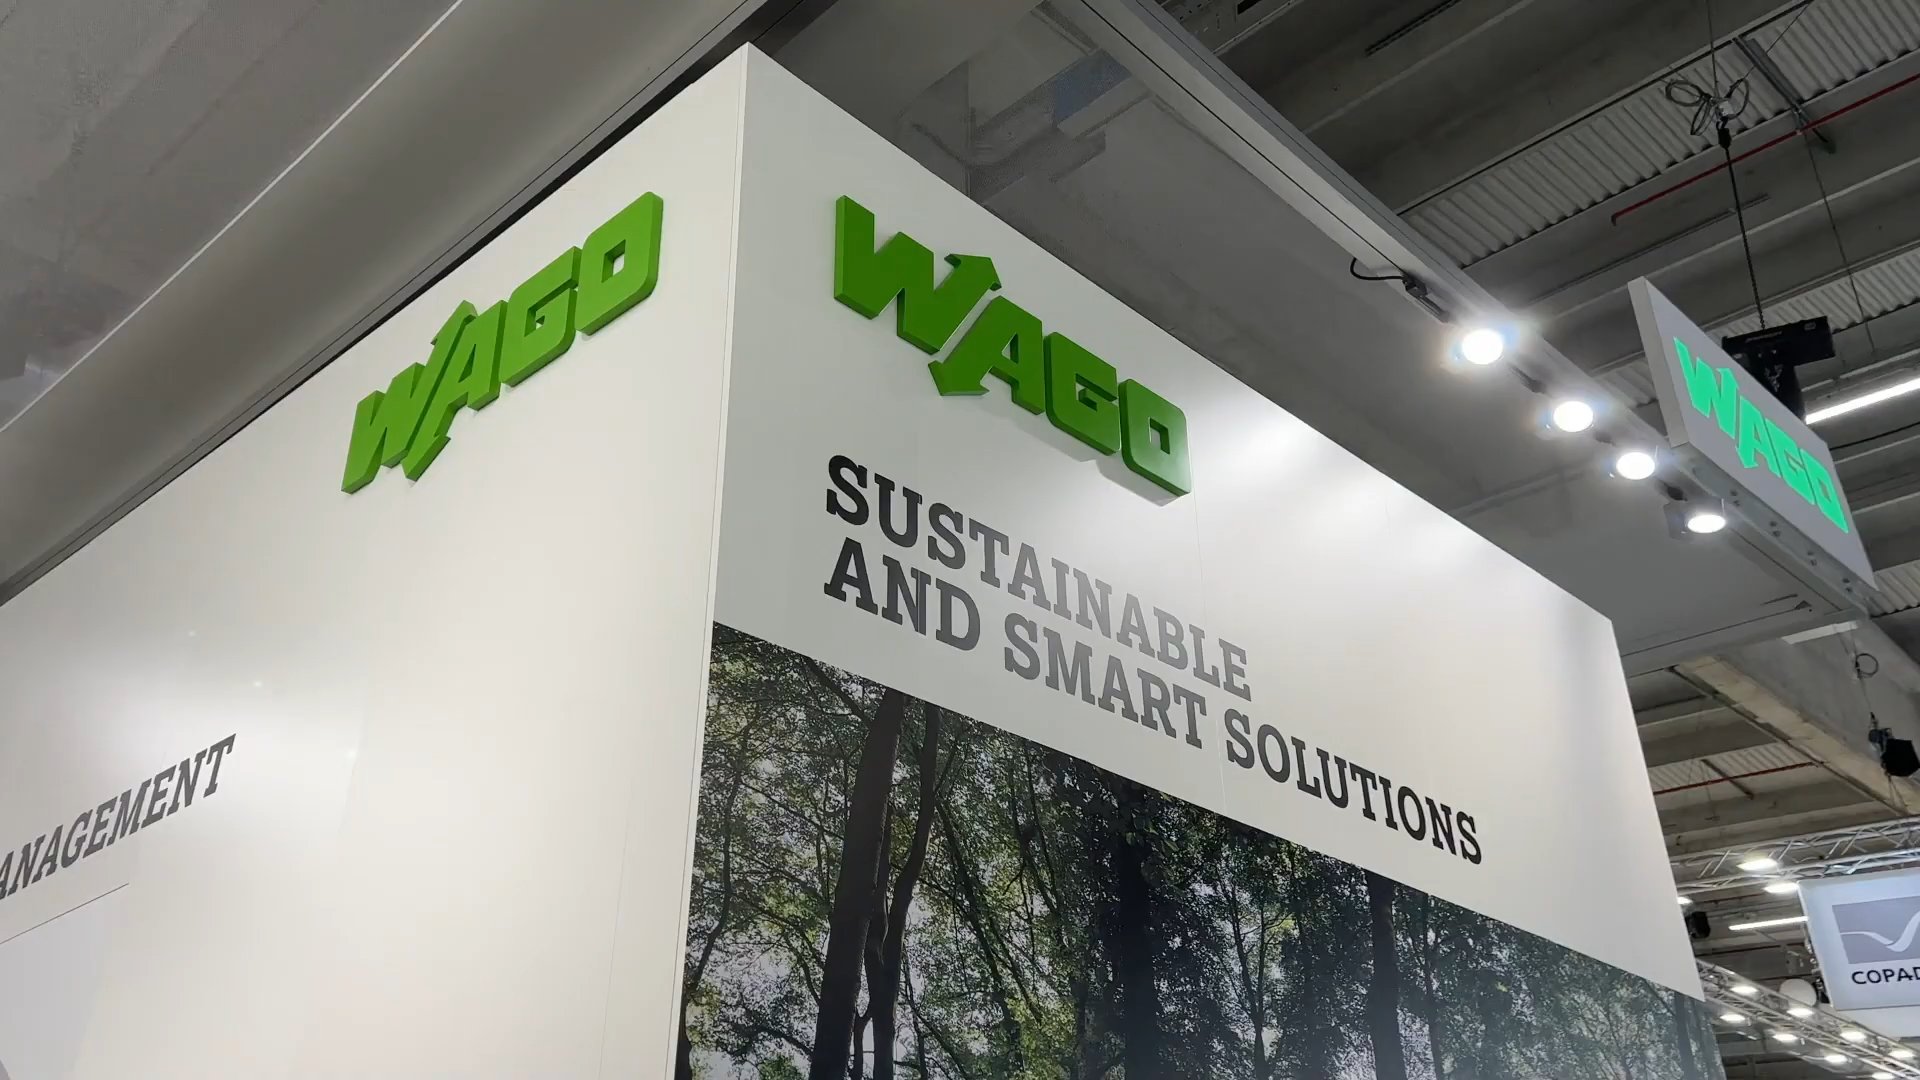 WAGO
WAGO
WAGO
SUSTAINABLE
AND SMART SOLUTIONS
ANAGEMENT
COPAD